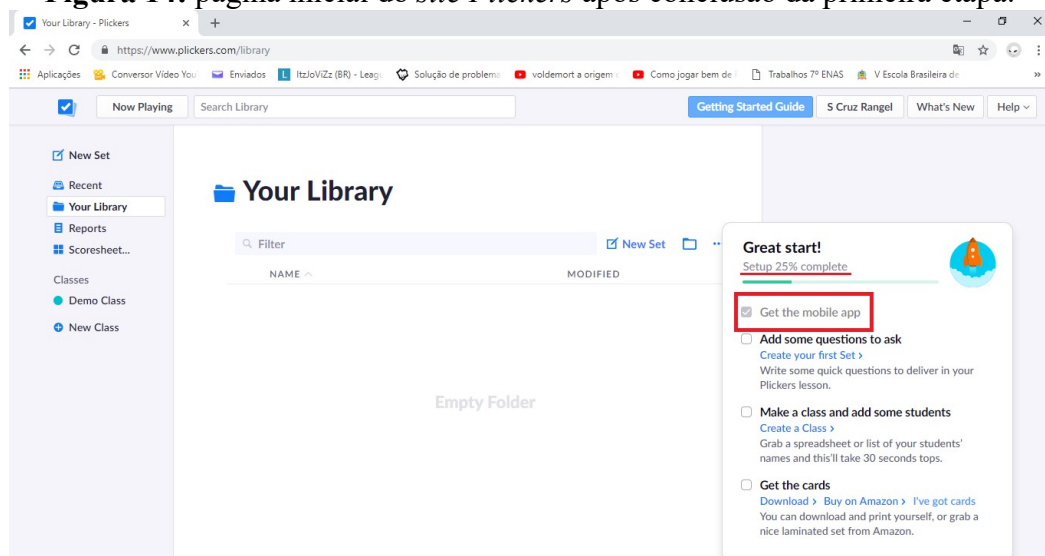 Figura 14: página inicial do site Plickers após conclusão da primeira etapa.
Your Library - Plickers
https://www.plickers.com/library
Aplicações Conversor Vídeo You Enviados ItzJoViZz (BR) - Leag Solução de problema voldemort a origem Como jogar bem de Trabalhos 7º ENAS V Escola Brasileira de »
Now Playing Search Library Getting Started Guide S Cruz Rangel What's New Help
New Set
Recent
Your Library
Reports
Scoresheet...
Classes
Demo Class
New Class
Your Library
Filter New Set ...
NAME MODIFIED
Empty Folder
Great start!
Setup 25% complete
Get the mobile app
Add some questions to ask
Create your first Set >
Write some quick questions to deliver in your
Plickers lesson.
Make a class and add some students
Create a Class >
Grab a spreadsheet or list of your students'
names and this'll take 30 seconds tops.
Get the cards
Download > Buy on Amazon > I've got cards
You can download and print yourself, or grab a
nice laminated set from Amazon.